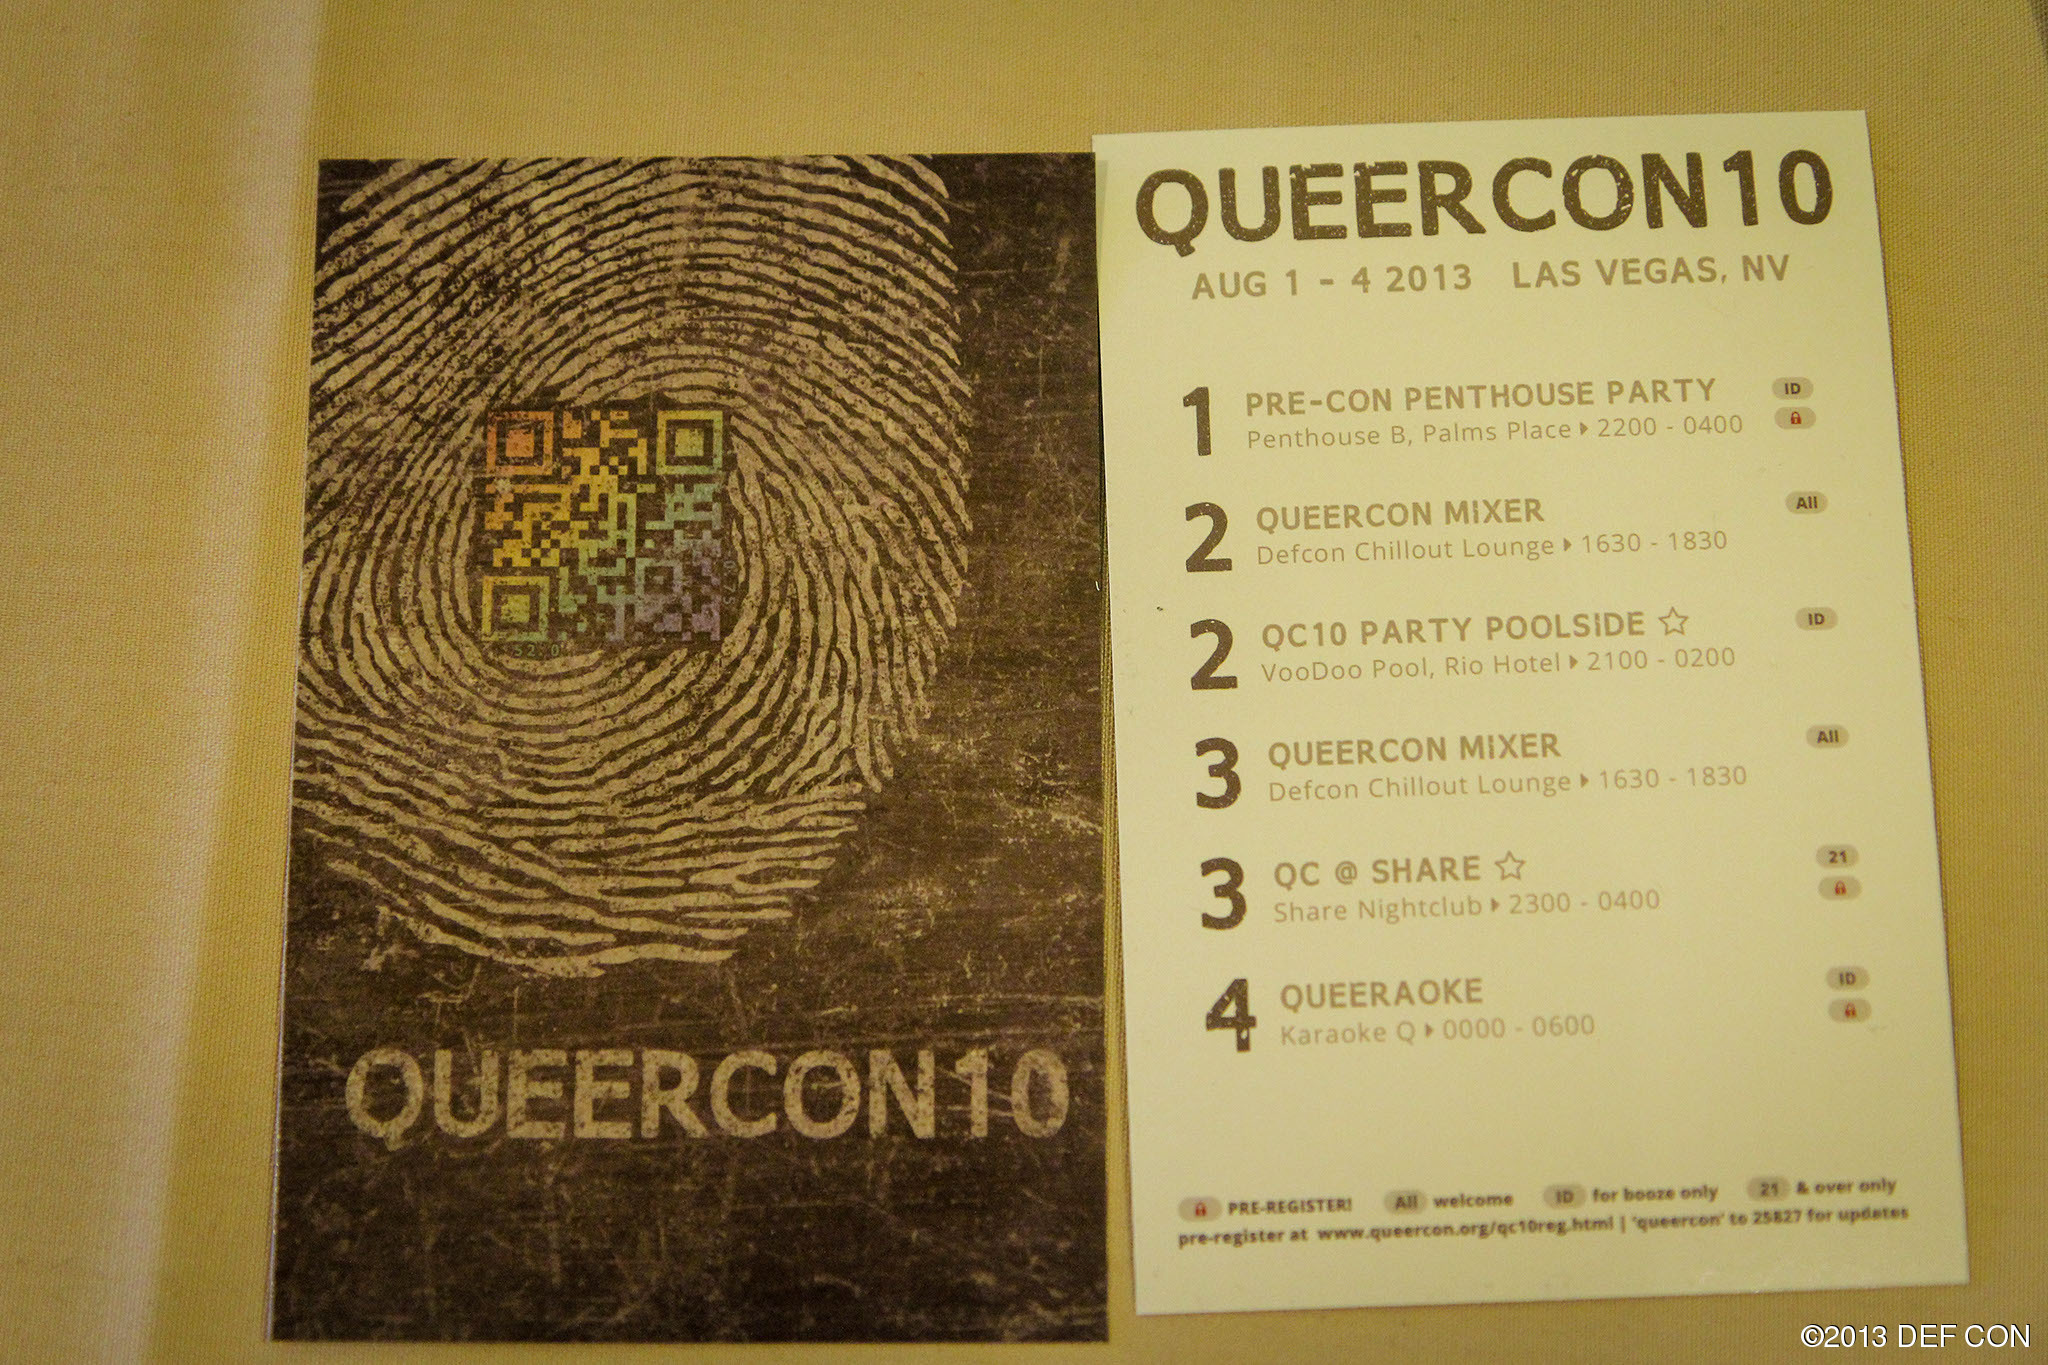 52.0
0.75
QUEERCON10
QUEERCON10
AUG 1 - 4 2013 LAS VEGAS, NV
1 PRE-CON PENTHOUSE PARTY ID
Penthouse B, Palms Place 2200 - 0400
2 QUEERCON MIXER All
Defcon Chillout Lounge 1630 - 1830
2 QC10 PARTY POOLSIDE ☆ ID
VooDoo Pool, Rio Hotel 2100 - 0200
3 QUEERCON MIXER All
Defcon Chillout Lounge 1630 - 1830
3 QC @ SHARE ☆ 21
Share Nightclub 2300 - 0400
4 QUEERAOKE ID
Karaoke Q 0000 - 0600
PRE-REGISTER! All welcome ID for booze only 21 & over only
pre-register at www.queercon.org/qc10reg.html | 'queercon' to 25827 for updates
©2013 DEF CON